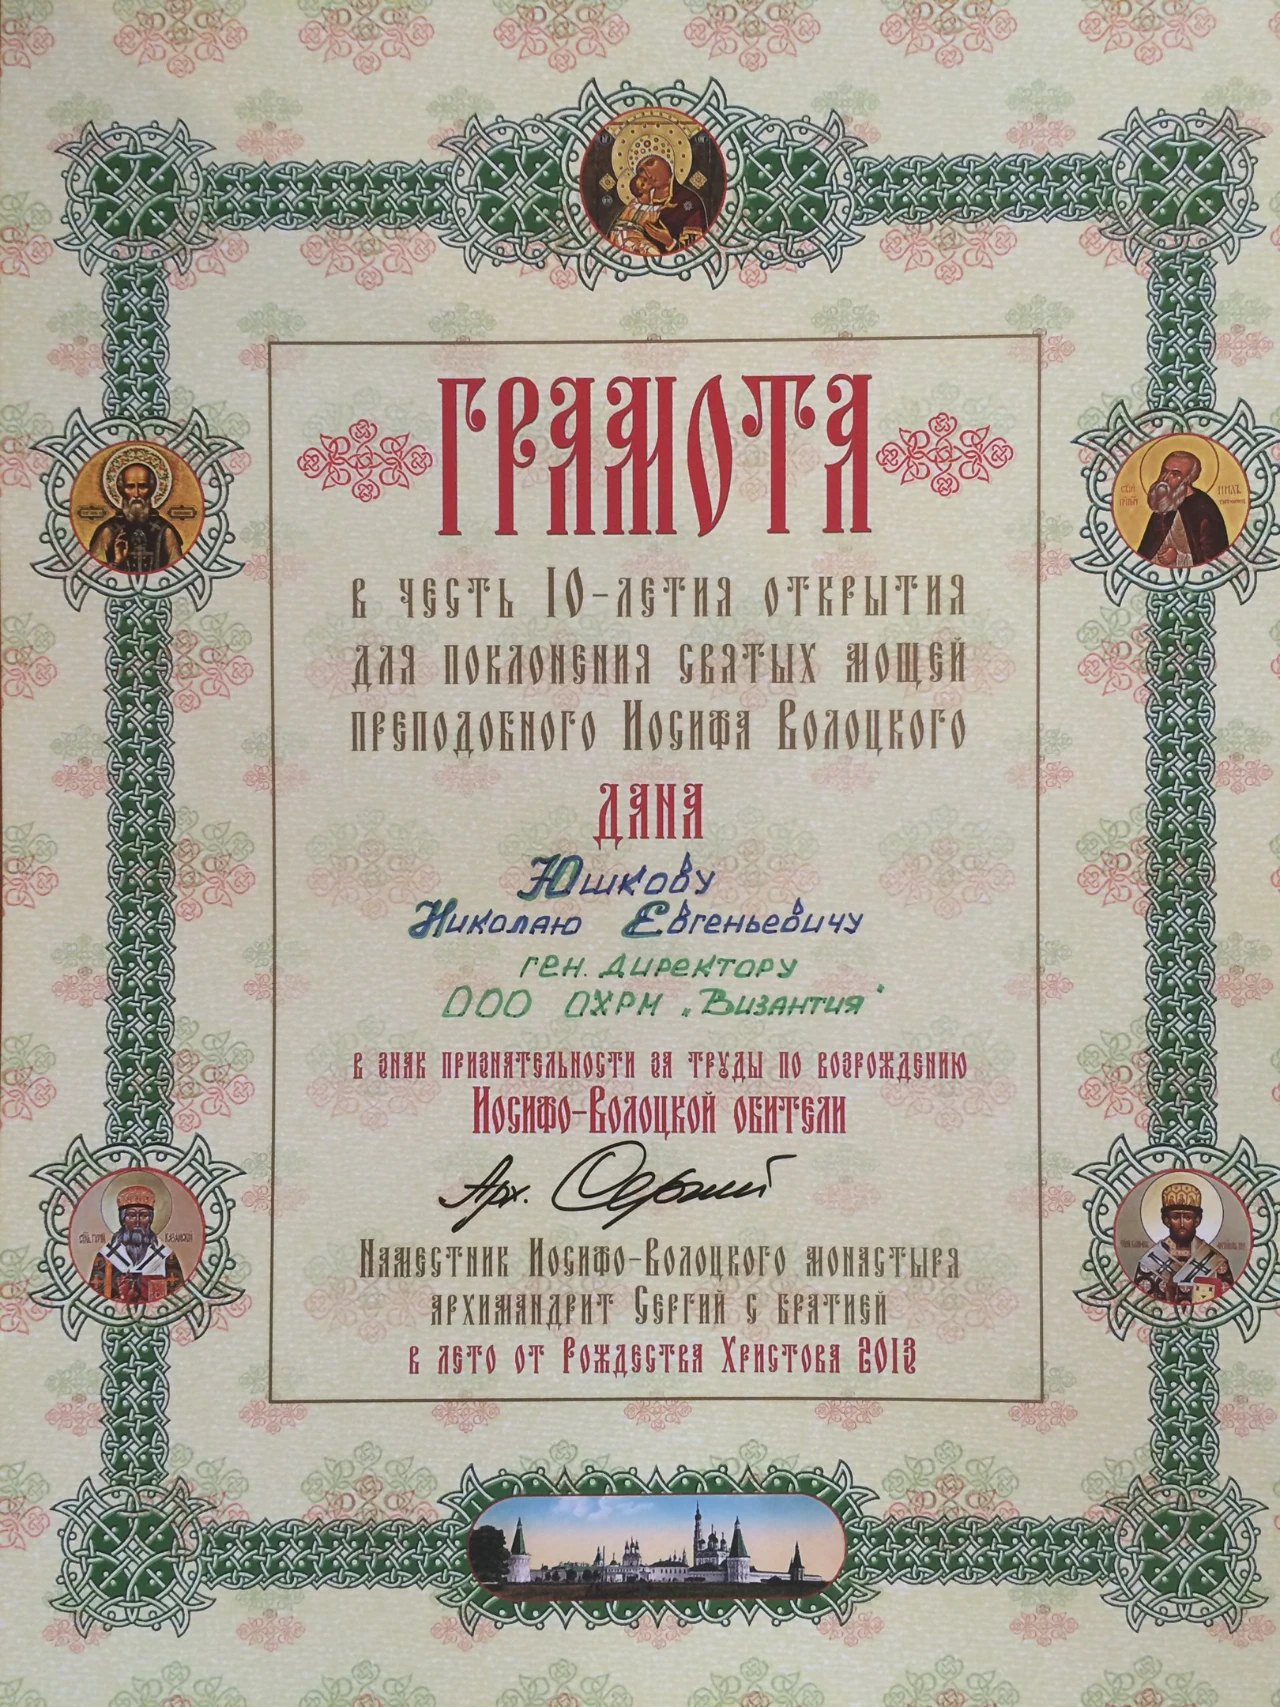 ГРАМОТА
в честь 10-летия открытия
для поклонения святых мощей
преподобного Иосифа Волоцкого
ДАНА
Юшкову
Николаю Евгеньевичу
ген. директору
ООО ОХРМ „Византия"
в знак признательности за труды по возрождению
Иосифо-Волоцкой обители
Арх. Сергий
Наместник Иосифо-Волоцкого монастыря
архимандрит Сергий с братией
в лето от Рождества Христова 2013